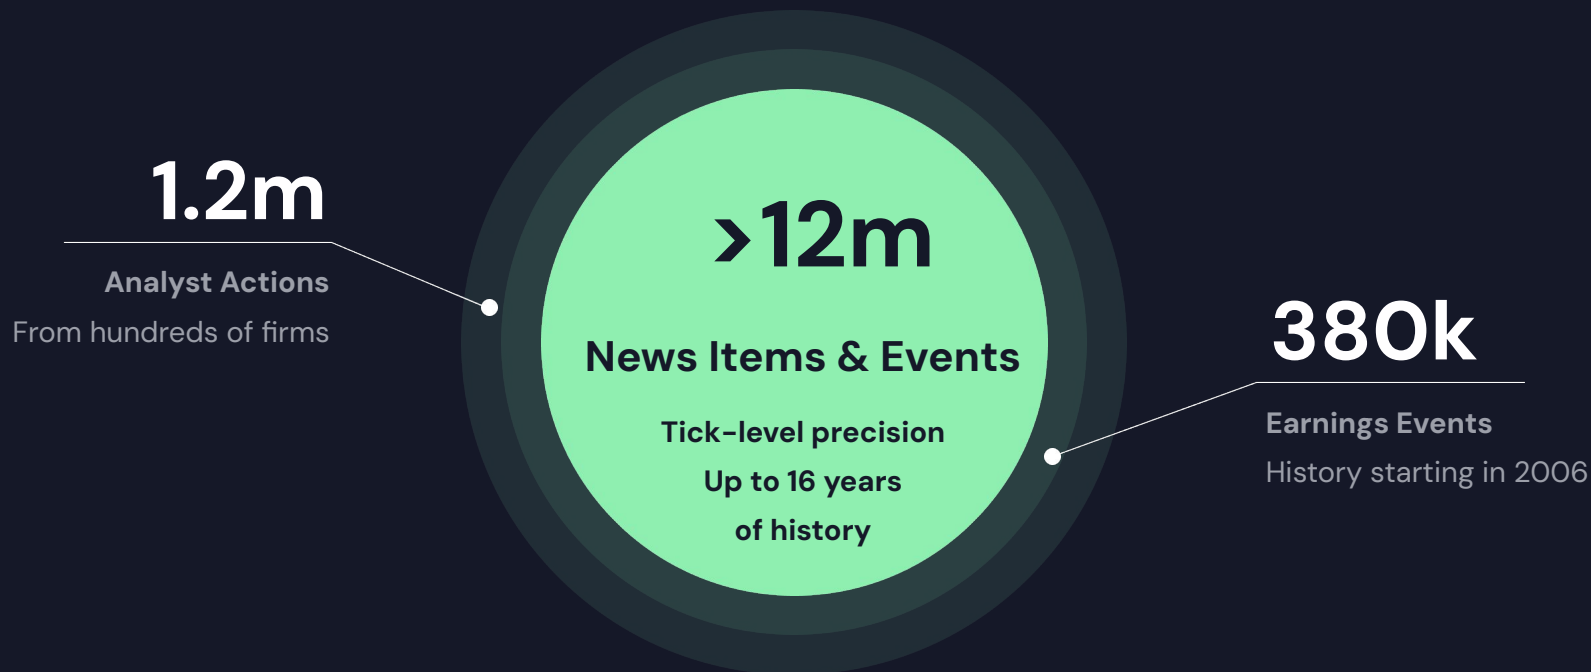 1.2m
Analyst Actions
From hundreds of firms
>12m
News Items & Events
Tick-level precision
Up to 16 years
of history
380k
Earnings Events
History starting in 2006